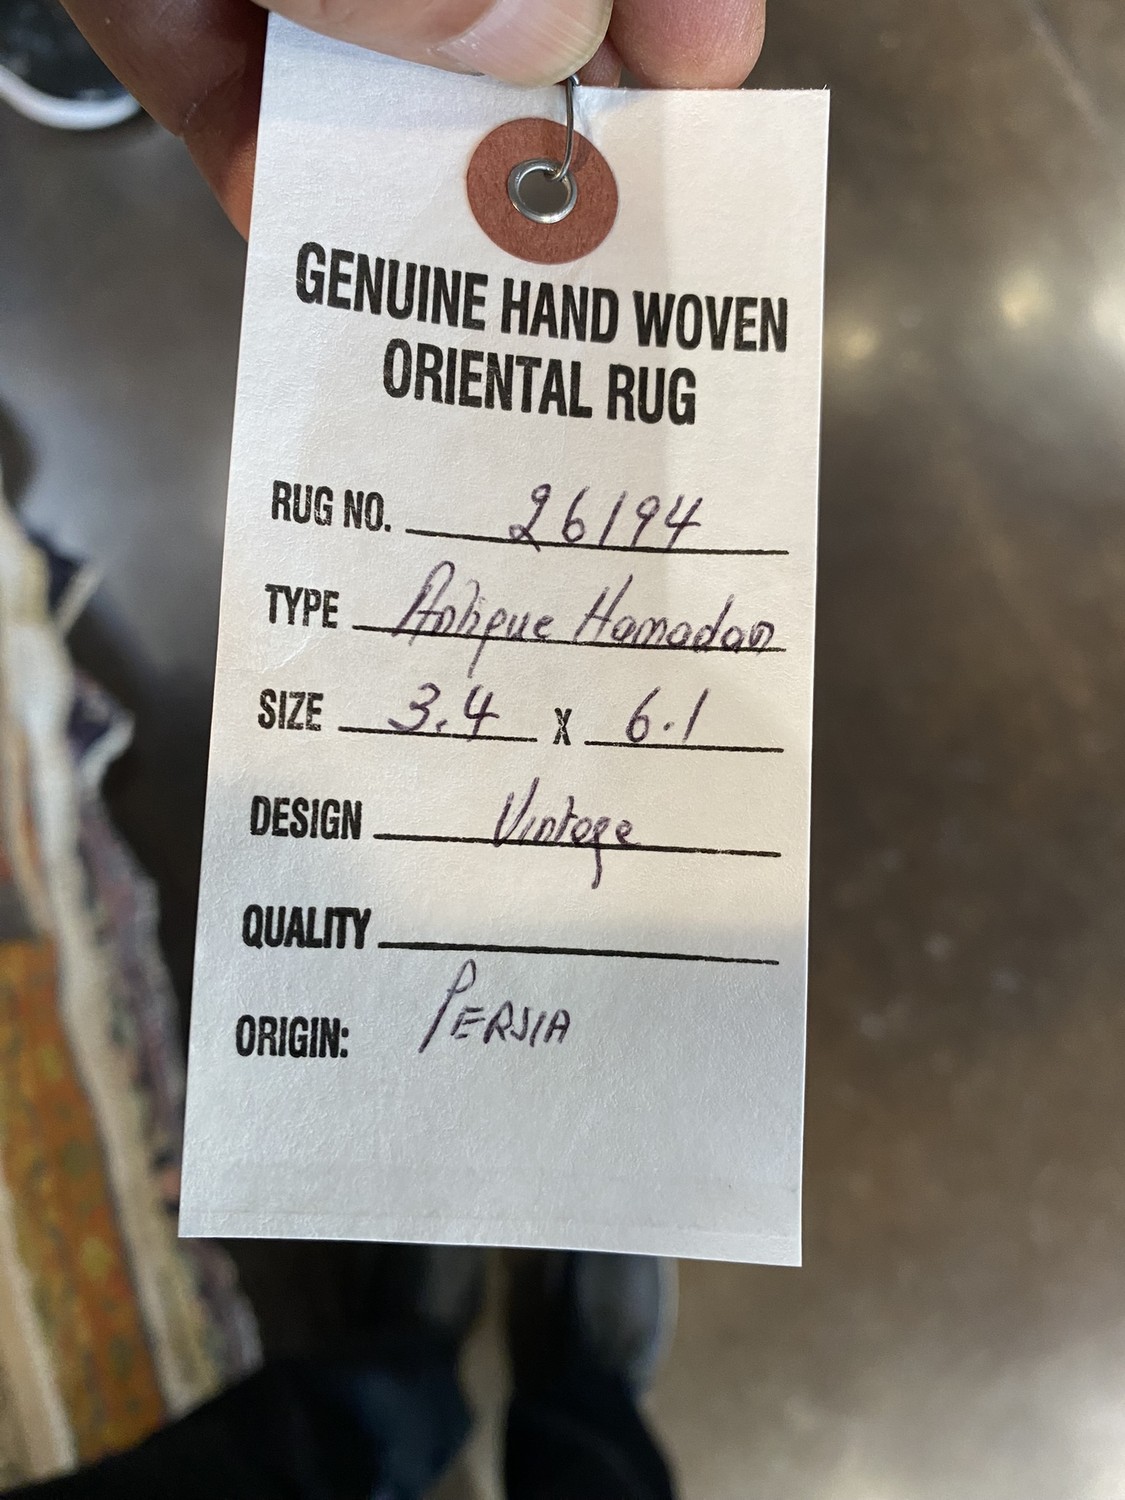 GENUINE HAND WOVEN
ORIENTAL RUG
RUG NO. 26194
TYPE Antique Hamadan
SIZE 3.4 X 6.1
DESIGN Vintage
QUALITY
ORIGIN: PERSIA